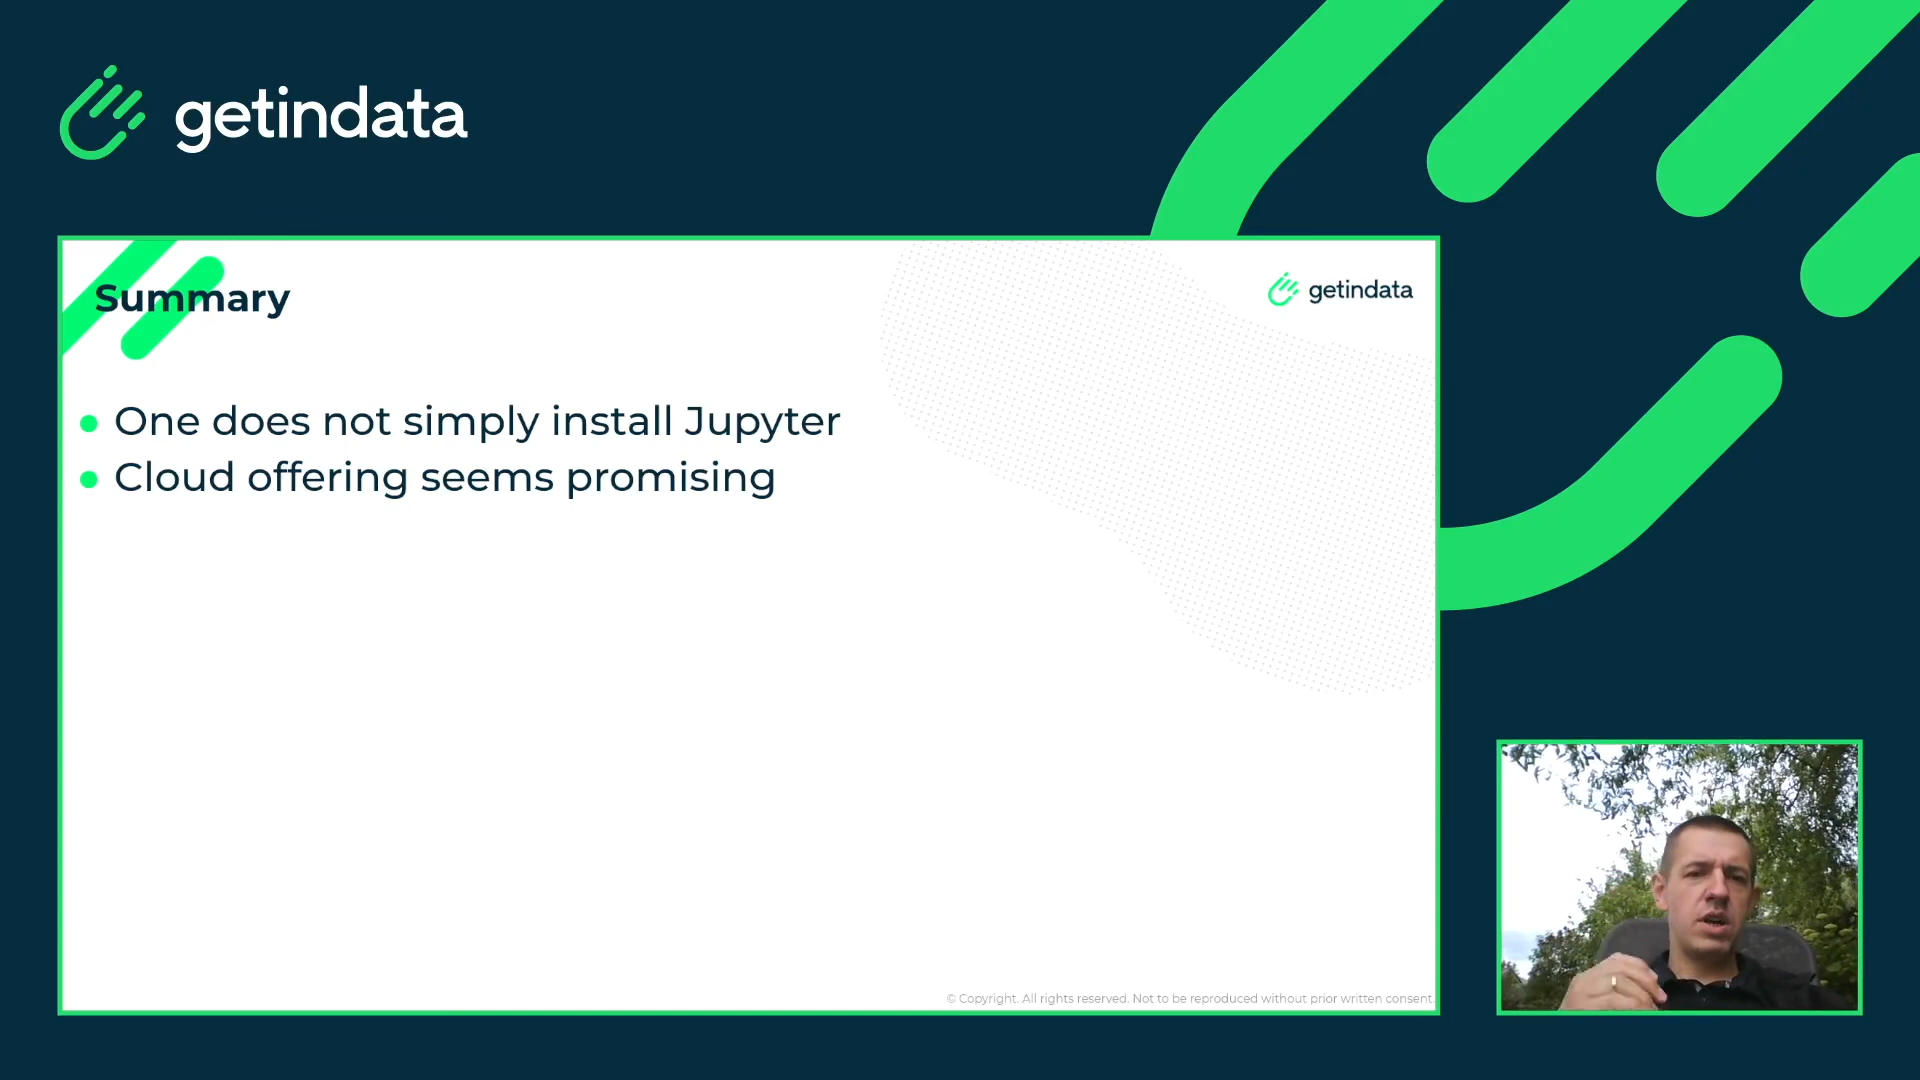 getindata
Summary
getindata
One does not simply install Jupyter
Cloud offering seems promising
© Copyright. All rights reserved. Not to be reproduced without prior written consent.